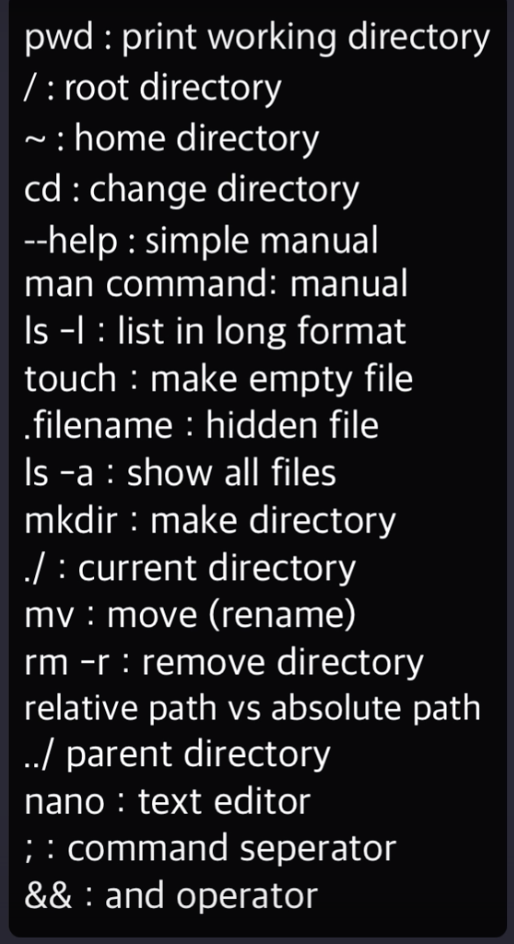 pwd : print working directory
/ : root directory
~ : home directory
cd : change directory
--help : simple manual
man command: manual
ls -l : list in long format
touch : make empty file
.filename : hidden file
ls -a : show all files
mkdir : make directory
./ : current directory
mv : move (rename)
rm -r : remove directory
relative path vs absolute path
../ parent directory
nano : text editor
; : command seperator
&& : and operator